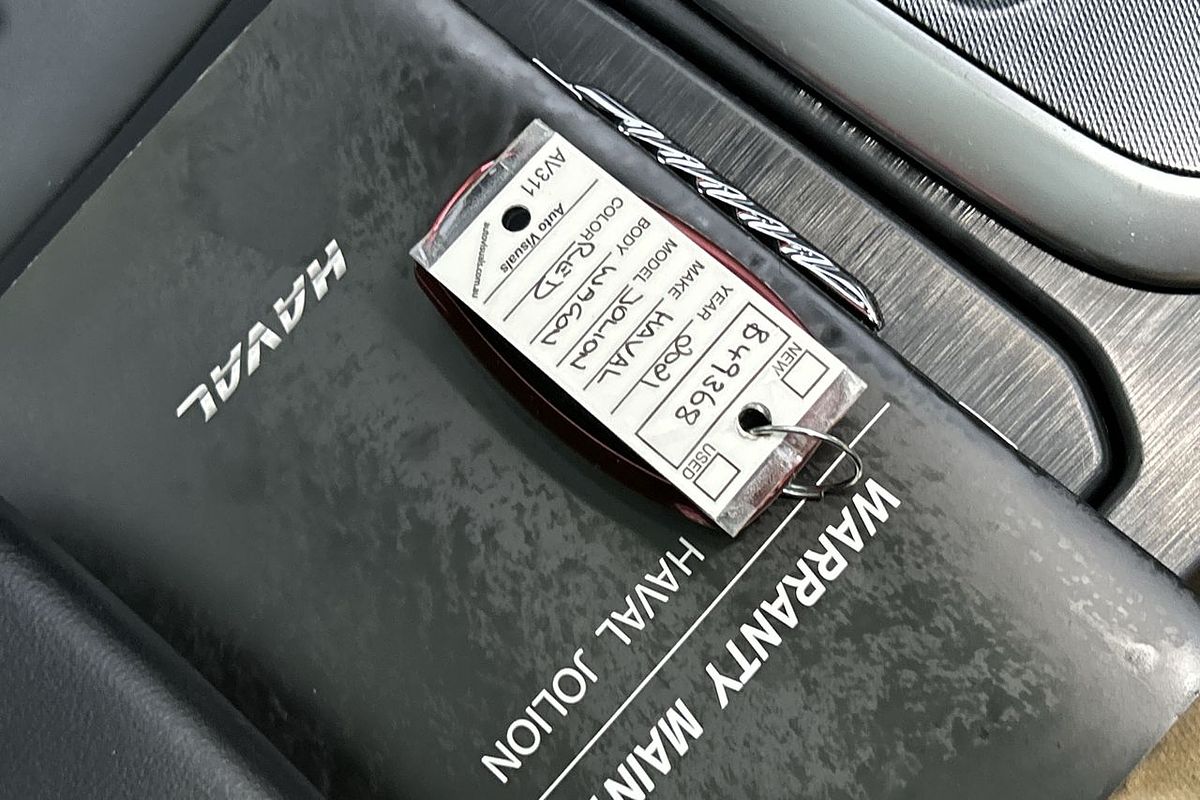 HAVAL
AV311
Auto Visuals
autovisuals.com.au
COLOR RED
BODY WAGON
MODEL JOLION
MAKE HAVAL
YEAR 2021
B49368
NEW
USED
HAVAL JOLION
WARRANTY MAIN